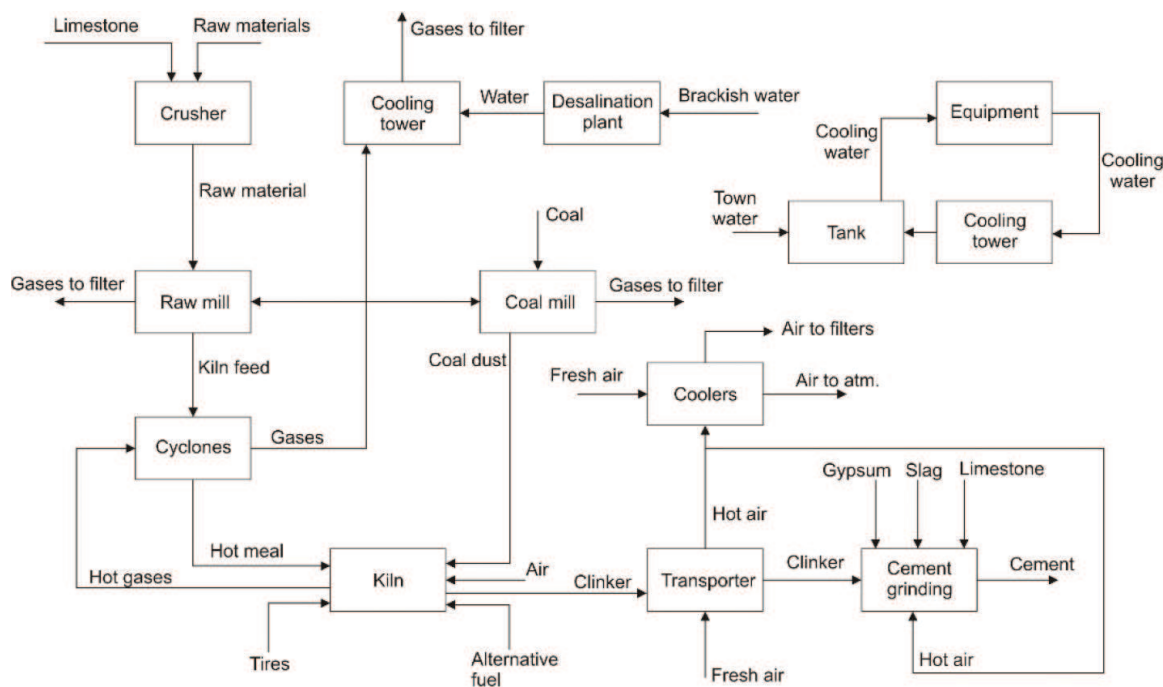 Limestone
Raw materials
Gases to filter
Crusher
Cooling
tower
Water
Desalination
plant
Brackish water
Equipment
Cooling
water
Cooling
water
Raw material
Town
water
Tank
Cooling
tower
Coal
Gases to filter
Raw mill
Coal mill
Gases to filter
Air to filters
Kiln feed
Coal dust
Fresh air
Coolers
Air to atm.
Cyclones
Gases
Gypsum
Slag
Limestone
Hot air
Hot meal
Hot gases
Kiln
Air
Clinker
Transporter
Clinker
Cement
grinding
Cement
Tires
Alternative
fuel
Fresh air
Hot air